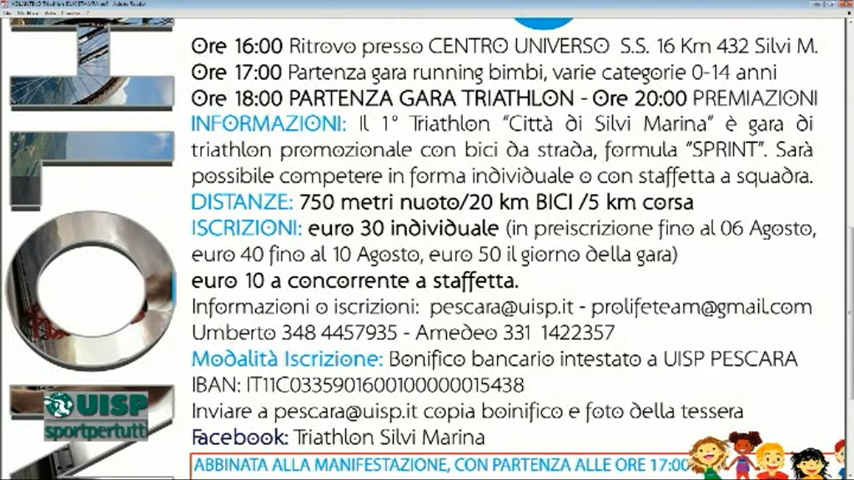 Ore 16:00 Ritrovo presso CENTRO UNIVERSO S.S. 16 Km 432 Silvi M.
Ore 17:00 Partenza gara running bimbi, varie categorie 0-14 anni
Ore 18:00 PARTENZA GARA TRIATHLON - Ore 20:00 PREMIAZIONI
INFORMAZIONI: Il 1° Triathlon "Città di Silvi Marina" è gara di
triathlon promozionale con bici da strada, formula "SPRINT". Sarà
possibile competere in forma individuale o con staffetta a squadra.
DISTANZE: 750 metri nuoto/20 km BICI /5 km corsa
ISCRIZIONI: euro 30 individuale (in preiscrizione fino al 06 Agosto,
euro 40 fino al 10 Agosto, euro 50 il giorno della gara)
euro 10 a concorrente a staffetta.
Informazioni o iscrizioni: pescara@uisp.it - prolifeteam@gmail.com
Umberto 348 4457935 - Amedeo 331 1422357
Modalità Iscrizione: Bonifico bancario intestato a UISP PESCARA
IBAN: IT11C0335901600100000015438
Inviare a pescara@uisp.it copia boinifico e foto della tessera
Facebook: Triathlon Silvi Marina
ABBINATA ALLA MANIFESTAZIONE, CON PARTENZA ALLE ORE 17:00
UISP
sportpertutti